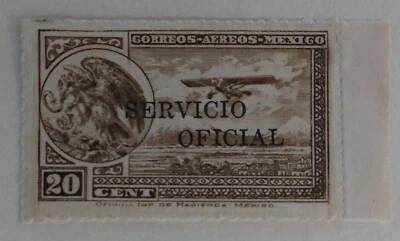 CORREOS-AEREOS-MEXICO
SERVICIO
OFICIAL
20
CENT
OFICINA IMP. DE HACIENDA MEXICO